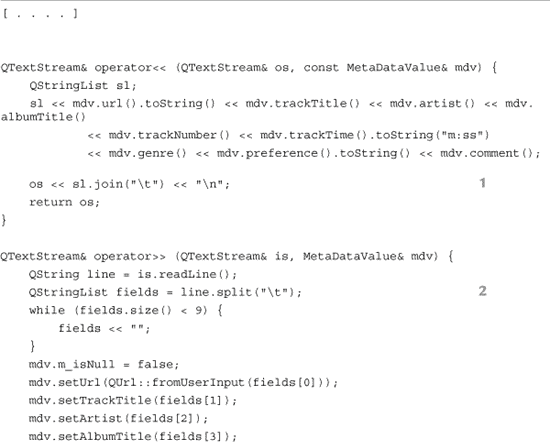 [ . . . . ]
QTextStream& operator<< (QTextStream& os, const MetaDataValue& mdv) {
    QStringList sl;
    sl << mdv.url().toString() << mdv.trackTitle() << mdv.artist() << mdv.
albumTitle()
            << mdv.trackNumber() << mdv.trackTime().toString("m:ss")
            << mdv.genre() << mdv.preference().toString() << mdv.comment();
    os << sl.join("\t") << "\n";                                  1
    return os;
}
QTextStream& operator>> (QTextStream& is, MetaDataValue& mdv) {
    QString line = is.readLine();
    QStringList fields = line.split("\t");                        2
    while (fields.size() < 9) {
        fields << "";
    }
    mdv.m_isNull = false;
    mdv.setUrl(QUrl::fromUserInput(fields[0]));
    mdv.setTrackTitle(fields[1]);
    mdv.setArtist(fields[2]);
    mdv.setAlbumTitle(fields[3]);